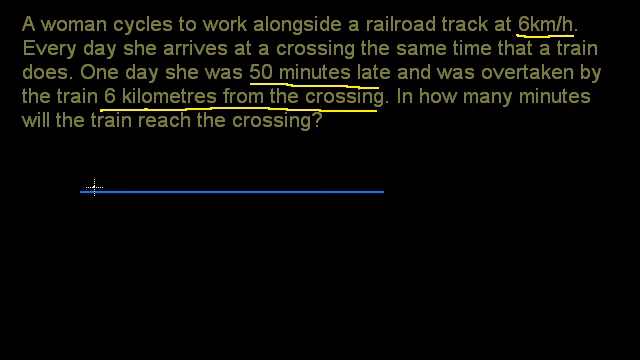 A woman cycles to work alongside a railroad track at 6km/h.
Every day she arrives at a crossing the same time that a train
does. One day she was 50 minutes late and was overtaken by
the train 6 kilometres from the crossing. In how many minutes
will the train reach the crossing?